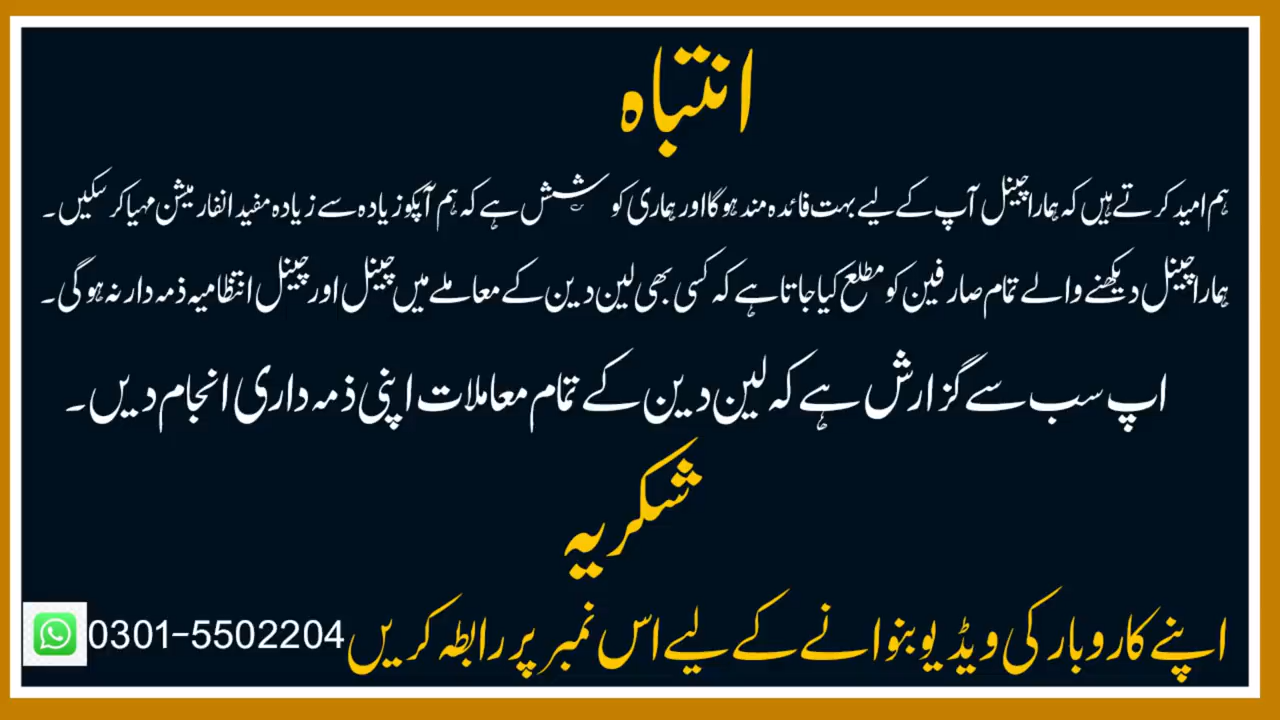 انتباہ
ہم امید کرتے ہیں کہ ہمارا چینل آپ کے لیے بہت فائدہ مند ہوگا اور ہماری کوشش ہے کہ ہم آپکو زیادہ سے زیادہ مفید انفارمیشن مہیا کر سکیں۔
ہمارا چینل دیکھنے والے تمام صارفین کو مطلع کیا جاتا ہے کہ کسی بھی لین دین کے معاملے میں چینل اور چینل انتظامیہ ذمہ دار نہ ہوگی۔
اپ سب سے گزارش ہے کہ لین دین کے تمام معاملات اپنی ذمہ داری انجام دیں۔
شکریہ
اپنے کاروبار کی ویڈیو بنوانے کے لیے اس نمبر پر رابطہ کریں 0301-5502204